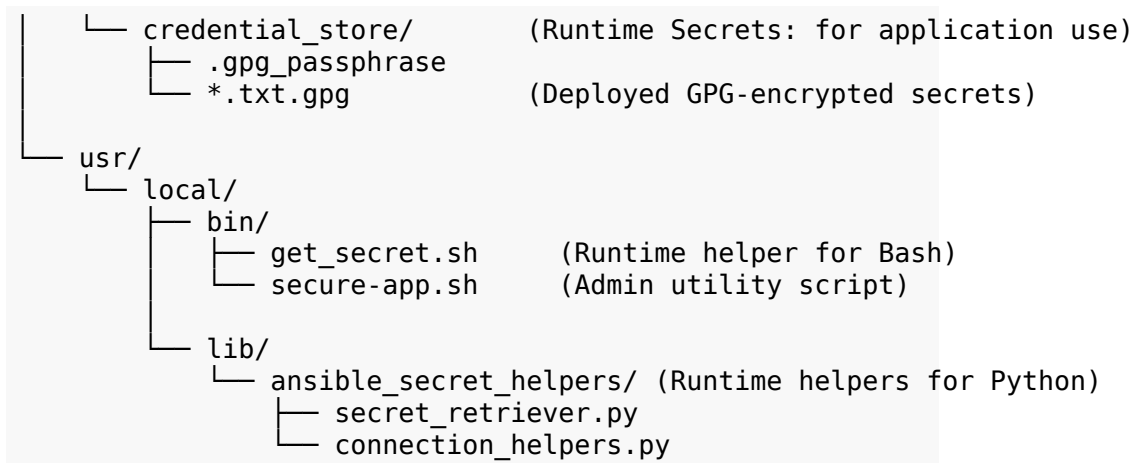 │   └── credential_store/       (Runtime Secrets: for application use)
│       ├── .gpg_passphrase
│       └── *.txt.gpg           (Deployed GPG-encrypted secrets)
│
└── usr/
    └── local/
        ├── bin/
        │   ├── get_secret.sh     (Runtime helper for Bash)
        │   └── secure-app.sh     (Admin utility script)
        │
        └── lib/
            └── ansible_secret_helpers/ (Runtime helpers for Python)
                ├── secret_retriever.py
                └── connection_helpers.py